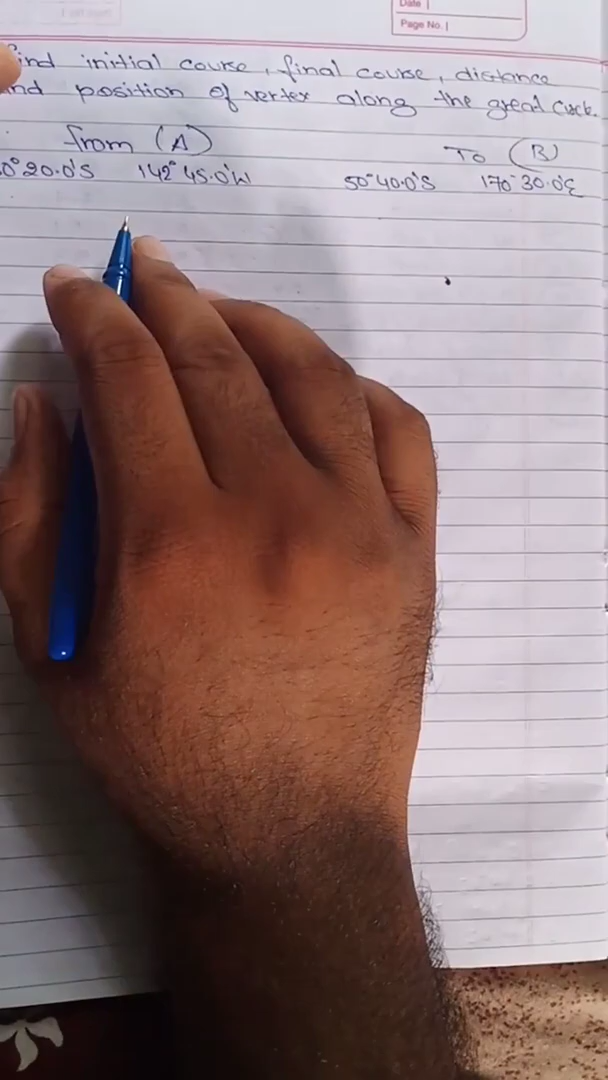 Date
Page No.
find initial course, final course, distance
and position of vertex along the great Circle.
from (A)
To (B)
0°20.0'S 142°45.0'W 50°40.0'S 170°30.0'E